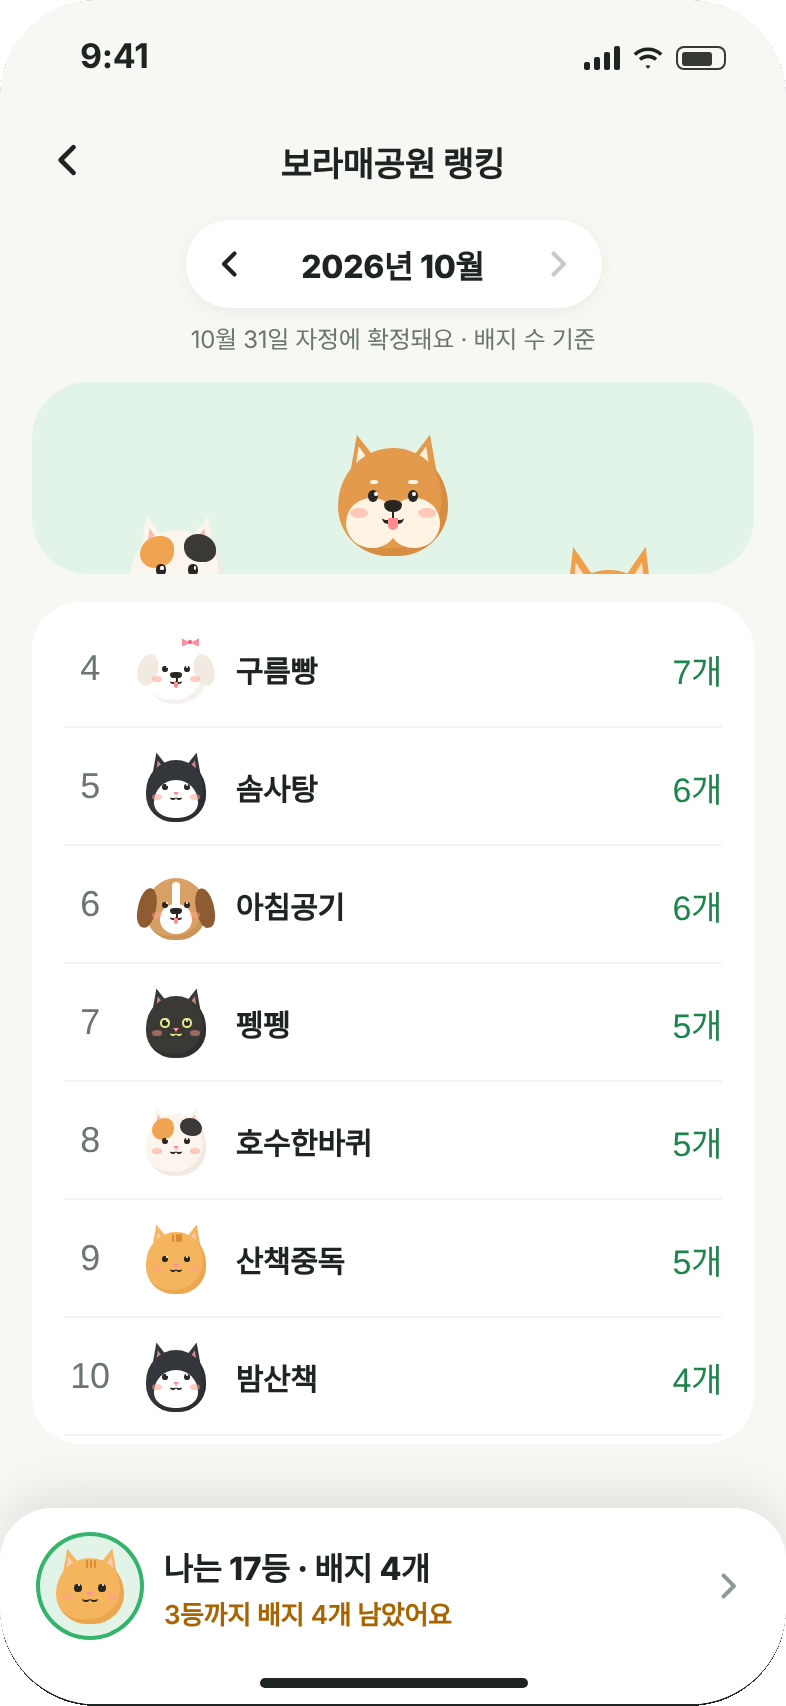 9:41
보라매공원 랭킹
2026년 10월
10월 31일 자정에 확정돼요 · 배지 수 기준
4 구름빵 7개
5 솜사탕 6개
6 아침공기 6개
7 펭펭 5개
8 호수한바퀴 5개
9 산책중독 5개
10 밤산책 4개
나는 17등 · 배지 4개
3등까지 배지 4개 남았어요